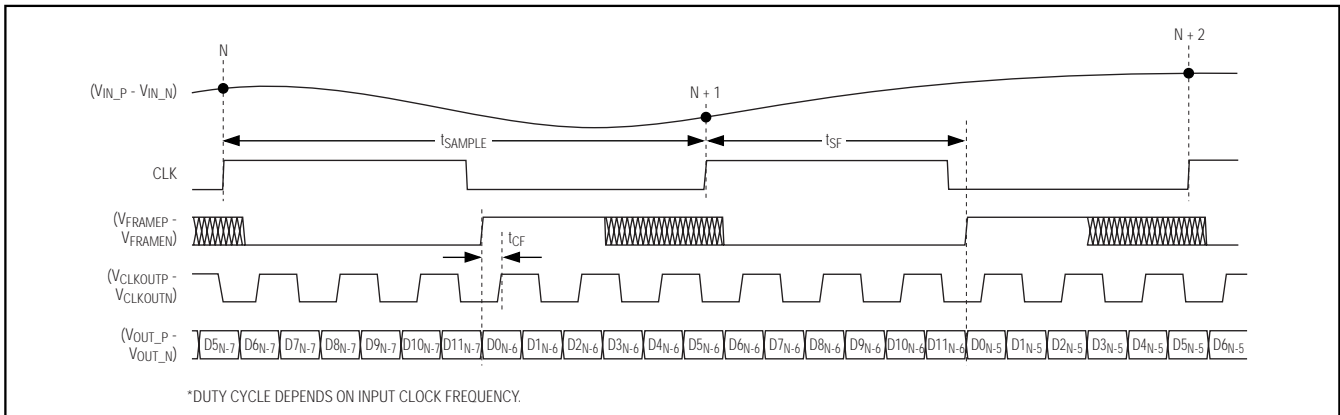 N
N + 2
(VIN_P - VIN_N)
N + 1
tSAMPLE
tSF
CLK
(VFRAMEP -
VFRAMEN)
tCF
(VCLKOUTP -
VCLKOUTN)
(VOUT_P -
VOUT_N)
D5N-7 D6N-7 D7N-7 D8N-7 D9N-7 D10N-7 D11N-7 D0N-6 D1N-6 D2N-6 D3N-6 D4N-6 D5N-6 D6N-6 D7N-6 D8N-6 D9N-6 D10N-6 D11N-6 D0N-5 D1N-5 D2N-5 D3N-5 D4N-5 D5N-5 D6N-5
*DUTY CYCLE DEPENDS ON INPUT CLOCK FREQUENCY.